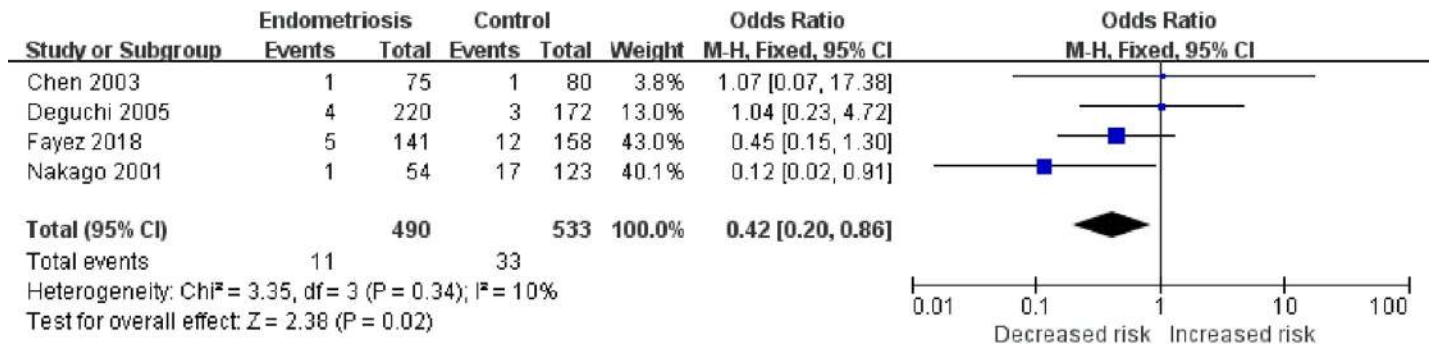 Endometriosis Control Odds Ratio Odds Ratio
Study or Subgroup Events Total Events Total Weight M-H, Fixed, 95% CI M-H, Fixed, 95% CI
Chen 2003 1 75 1 80 3.8% 1.07 [0.07, 17.38]
Deguchi 2005 4 220 3 172 13.0% 1.04 [0.23, 4.72]
Fayez 2018 5 141 12 158 43.0% 0.45 [0.15, 1.30]
Nakago 2001 1 54 17 123 40.1% 0.12 [0.02, 0.91]
Total (95% CI) 490 533 100.0% 0.42 [0.20, 0.86]
Total events 11 33
Heterogeneity: Chi² = 3.35, df = 3 (P = 0.34); I² = 10%
Test for overall effect: Z = 2.38 (P = 0.02)
0.01 0.1 1 10 100
Decreased risk Increased risk